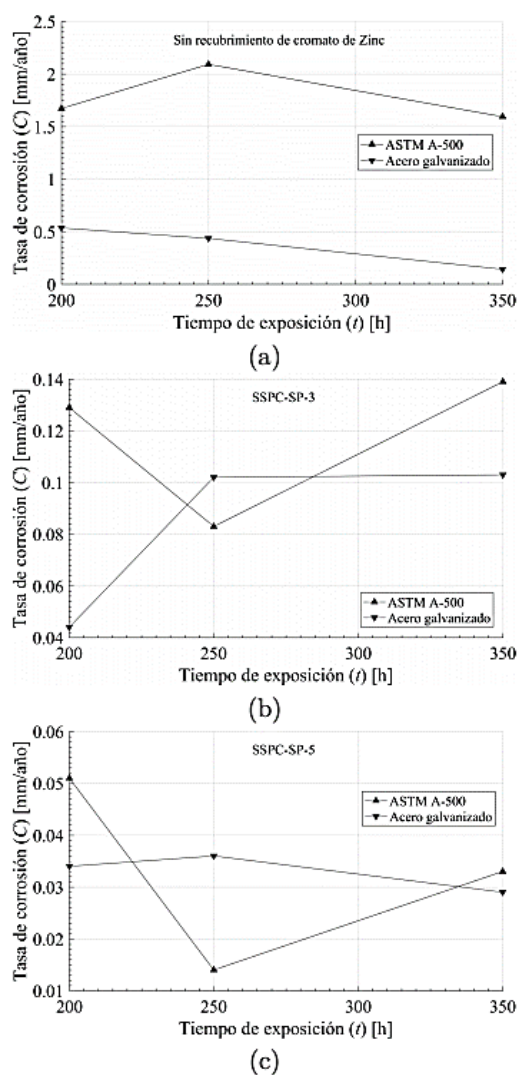 2.5
Sin recubrimiento de cromato de Zinc
2
1.5
ASTM A-500
Acero galvanizado
1
0.5
0
Tasa de corrosión (C) [mm/año]
200 250 300 350
Tiempo de exposición (t) [h]
(a)
0.14
SSPC-SP-3
0.12
0.1
0.08
0.06
ASTM A-500
Acero galvanizado
0.04
Tasa de corrosión (C) [mm/año]
200 250 300 350
Tiempo de exposición (t) [h]
(b)
0.06
SSPC-SP-5
0.05
ASTM A-500
Acero galvanizado
0.04
0.03
0.02
0.01
Tasa de corrosión (C) [mm/año]
200 250 300 350
Tiempo de exposición (t) [h]
(c)